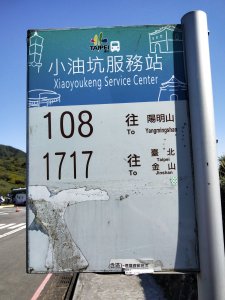 TAIPEI
小油坑服務站
Xiaoyoukeng Service Center
108 往 陽明山
To Yangmingshan
1717 往 臺北
Taipei
To 金山
Jinshan